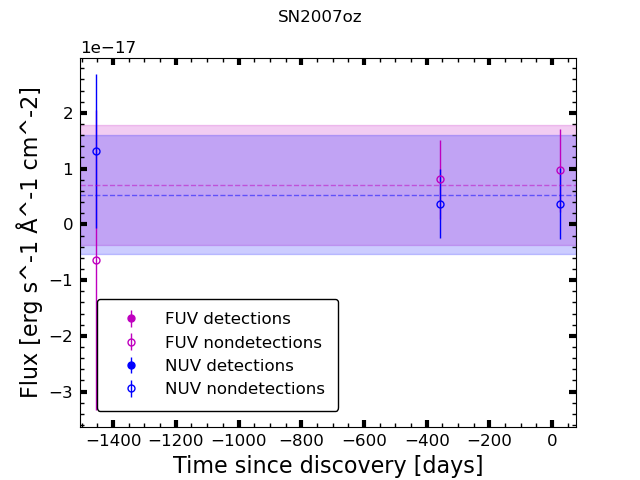 SN2007oz
1e−17
2
1
0
−1
−2
−3
Flux [erg s^-1 Å^-1 cm^-2]
FUV detections
FUV nondetections
NUV detections
NUV nondetections
−1400 −1200 −1000 −800 −600 −400 −200 0
Time since discovery [days]